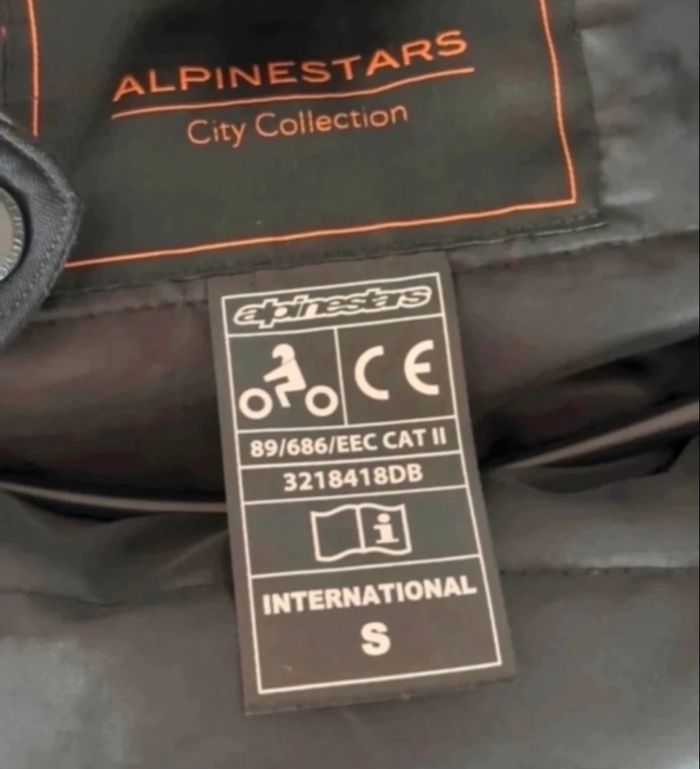 ALPINESTARS
City Collection
alpinestars
CE
89/686/EEC CAT II
3218418DB
i
INTERNATIONAL
S